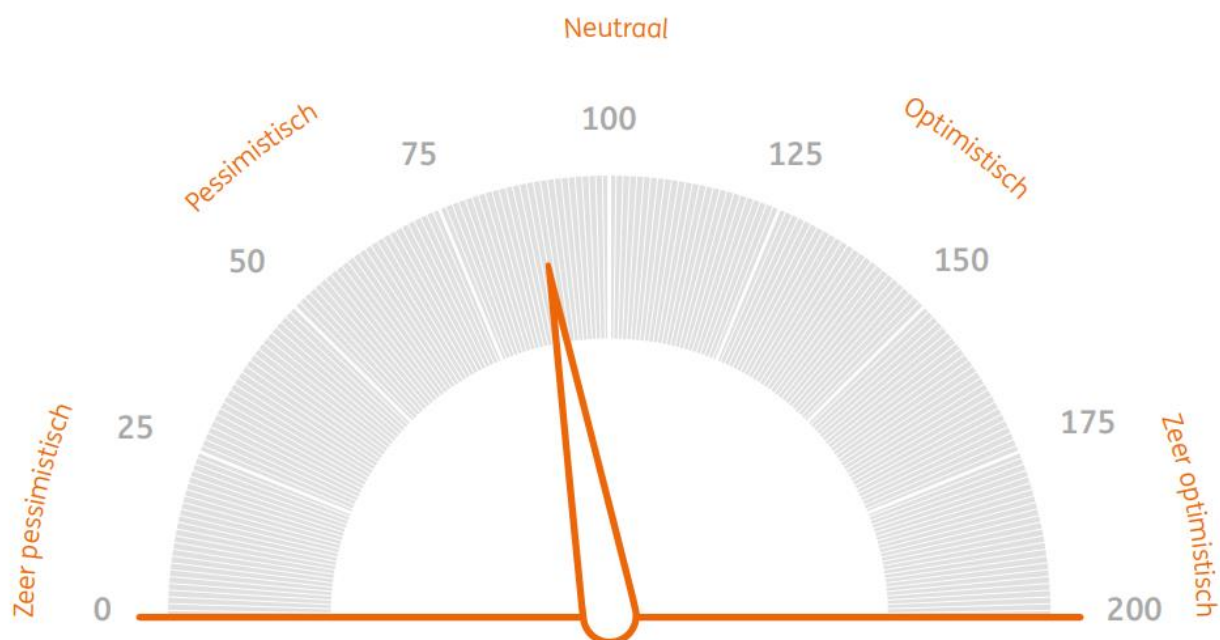 Neutraal
Pessimistisch
Optimistisch
100
75
125
50
150
25
175
Zeer pessimistisch
Zeer optimistisch
0
200